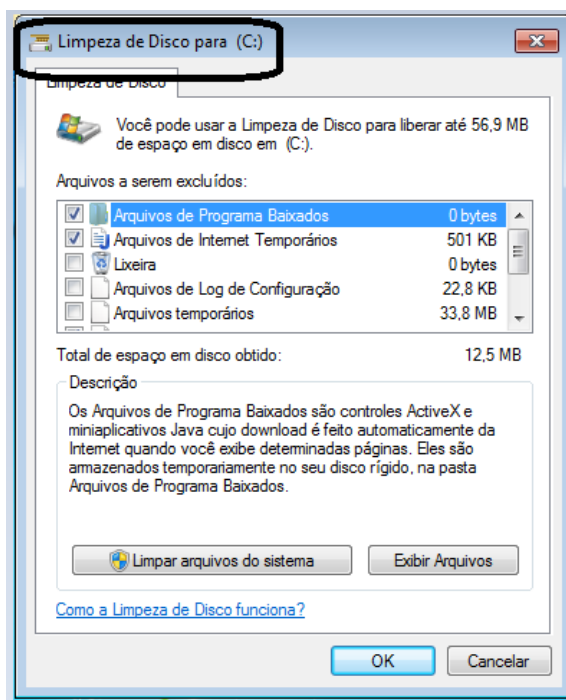 Limpeza de Disco para (C:)
Limpeza de Disco
Você pode usar a Limpeza de Disco para liberar até 56,9 MB
de espaço em disco em (C:).
Arquivos a serem excluídos:
Arquivos de Programa Baixados 0 bytes
Arquivos de Internet Temporários 501 KB
Lixeira 0 bytes
Arquivos de Log de Configuração 22,8 KB
Arquivos temporários 33,8 MB
Total de espaço em disco obtido: 12,5 MB
Descrição
Os Arquivos de Programa Baixados são controles ActiveX e
miniaplicativos Java cujo download é feito automaticamente da
Internet quando você exibe determinadas páginas. Eles são
armazenados temporariamente no seu disco rígido, na pasta
Arquivos de Programa Baixados.
Limpar arquivos do sistema Exibir Arquivos
Como a Limpeza de Disco funciona?
OK Cancelar